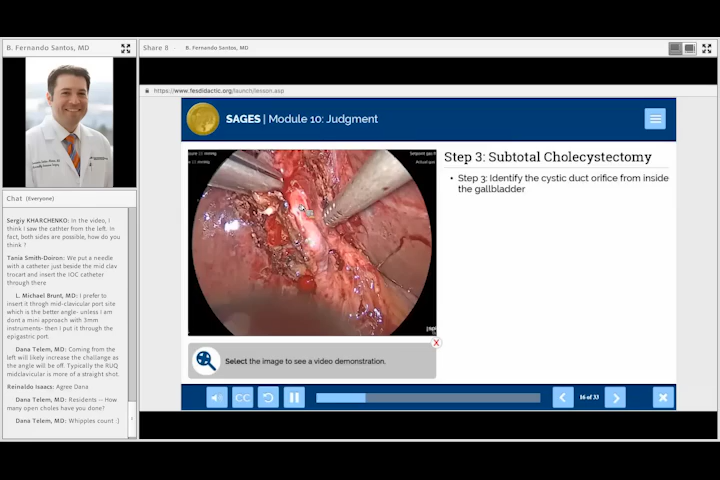 B. Fernando Santos, MD
Share 8 - B. Fernando Santos, MD
https://www.fesdidactic.org/launch/lesson.asp
SAGES | Module 10: Judgment
Step 3: Subtotal Cholecystectomy
• Step 3: Identify the cystic duct orifice from inside
the gallbladder
Select the image to see a video demonstration.
CC
16 of 33
Chat (Everyone)
Sergiy KHARCHENKO: In the video, i
think I saw the cathter from the left. In
fact, both sides are possible, how do you
think ?
Tania Smith-Doiron: We put a needle
with a catheter just beside the mid clav
trocart and insert the IOC catheter
through there
L. Michael Brunt, MD: I prefer to
insert it throgh mid-clavicular port site
which is the better angle- unless I am
dont a mini approach with 3mm
instruments- then I put it through the
epigastric port.
Dana Telem, MD: Coming from the
left will likely increase the challange as
the angle will be off. Typically the RUQ
midclavicular is more of a straight shot.
Reinaldo Isaacs: Agree Dana
Dana Telem, MD: Residents -- How
many open choles have you done?
Dana Telem, MD: Whipples count :)